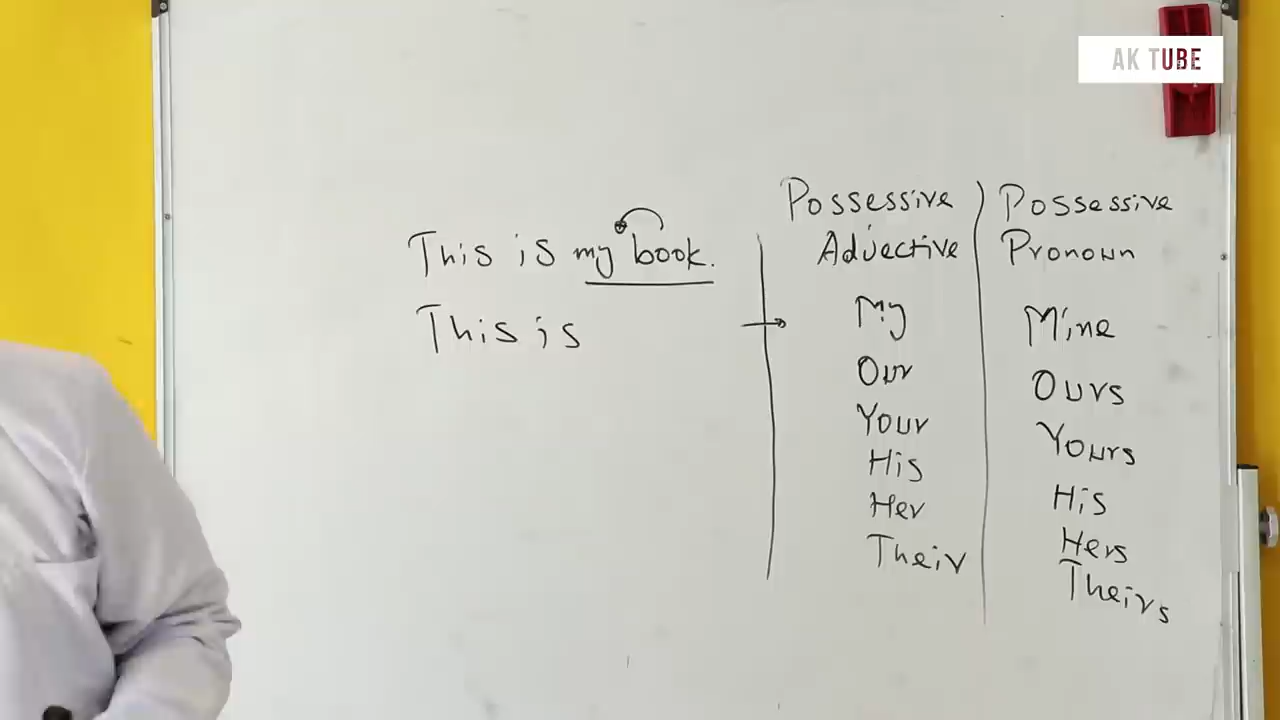 AK TUBE
This is my book.
This is
Possessive Adjective
My
Our
Your
His
Her
Their
Possessive Pronoun
Mine
Ours
Yours
His
Hers
Theirs